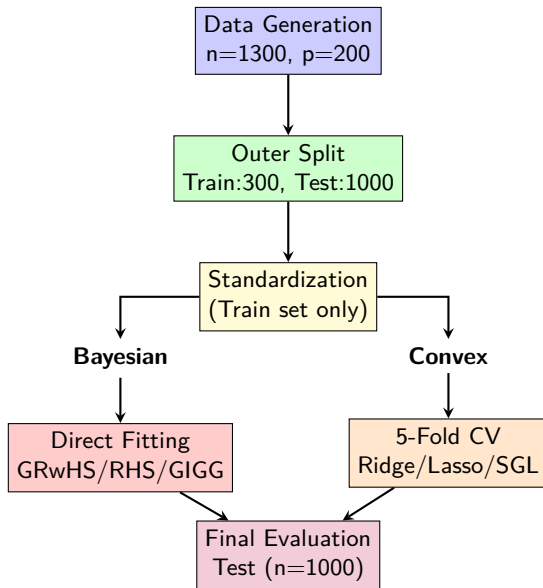 Data Generation
n=1300, p=200
Outer Split
Train:300, Test:1000
Standardization
(Train set only)
Bayesian
Convex
Direct Fitting
GRwHS/RHS/GIGG
5-Fold CV
Ridge/Lasso/SGL
Final Evaluation
Test (n=1000)